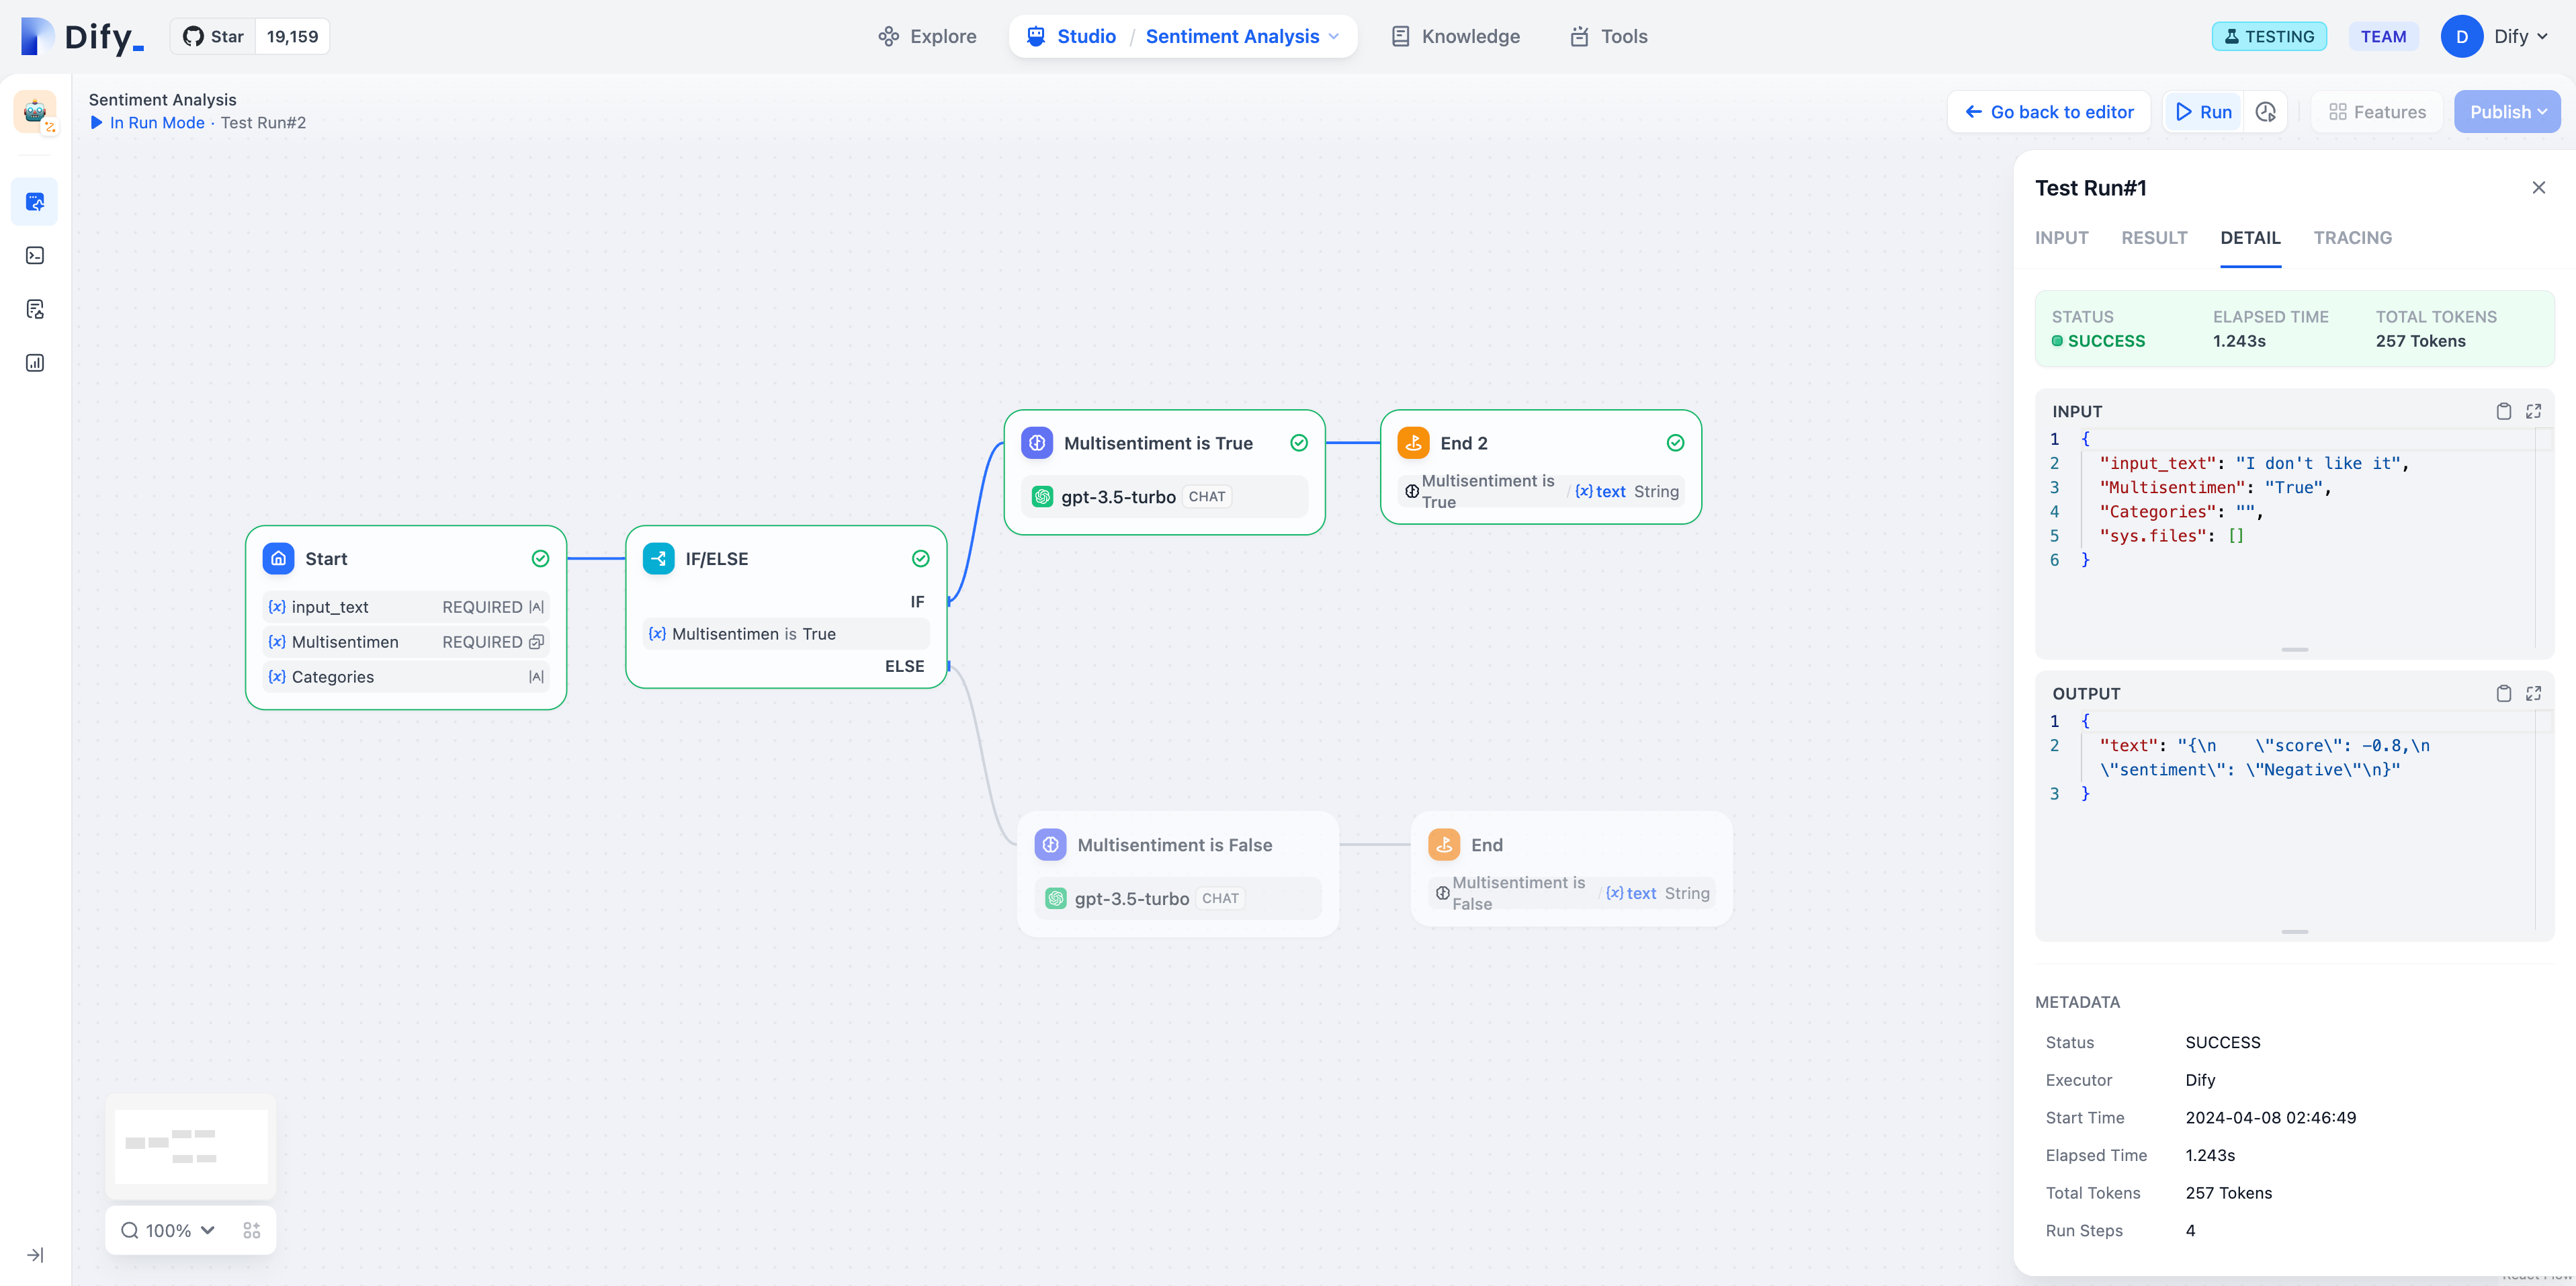 Dify_
Star 19,159
Explore
Studio / Sentiment Analysis
Knowledge
Tools
TESTING
TEAM
D
Dify
Sentiment Analysis
In Run Mode · Test Run#2
Go back to editor
Run
Features
Publish
Start
{x} input_text REQUIRED
{x} Multisentimen REQUIRED
{x} Categories
IF/ELSE
IF
{x} Multisentimen is True
ELSE
Multisentiment is True
gpt-3.5-turbo CHAT
End 2
Multisentiment is
True
/ {x} text String
Multisentiment is False
gpt-3.5-turbo CHAT
End
Multisentiment is
False
/ {x} text String
100%
Test Run#1
INPUT RESULT DETAIL TRACING
STATUS ELAPSED TIME TOTAL TOKENS
SUCCESS 1.243s 257 Tokens
INPUT
1 {
2 "input_text": "I don't like it",
3 "Multisentimen": "True",
4 "Categories": "",
5 "sys.files": []
6 }
OUTPUT
1 {
2 "text": "{\n    \"score\": -0.8,\n
\"sentiment\": \"Negative\"\n}"
3 }
METADATA
Status SUCCESS
Executor Dify
Start Time 2024-04-08 02:46:49
Elapsed Time 1.243s
Total Tokens 257 Tokens
Run Steps 4